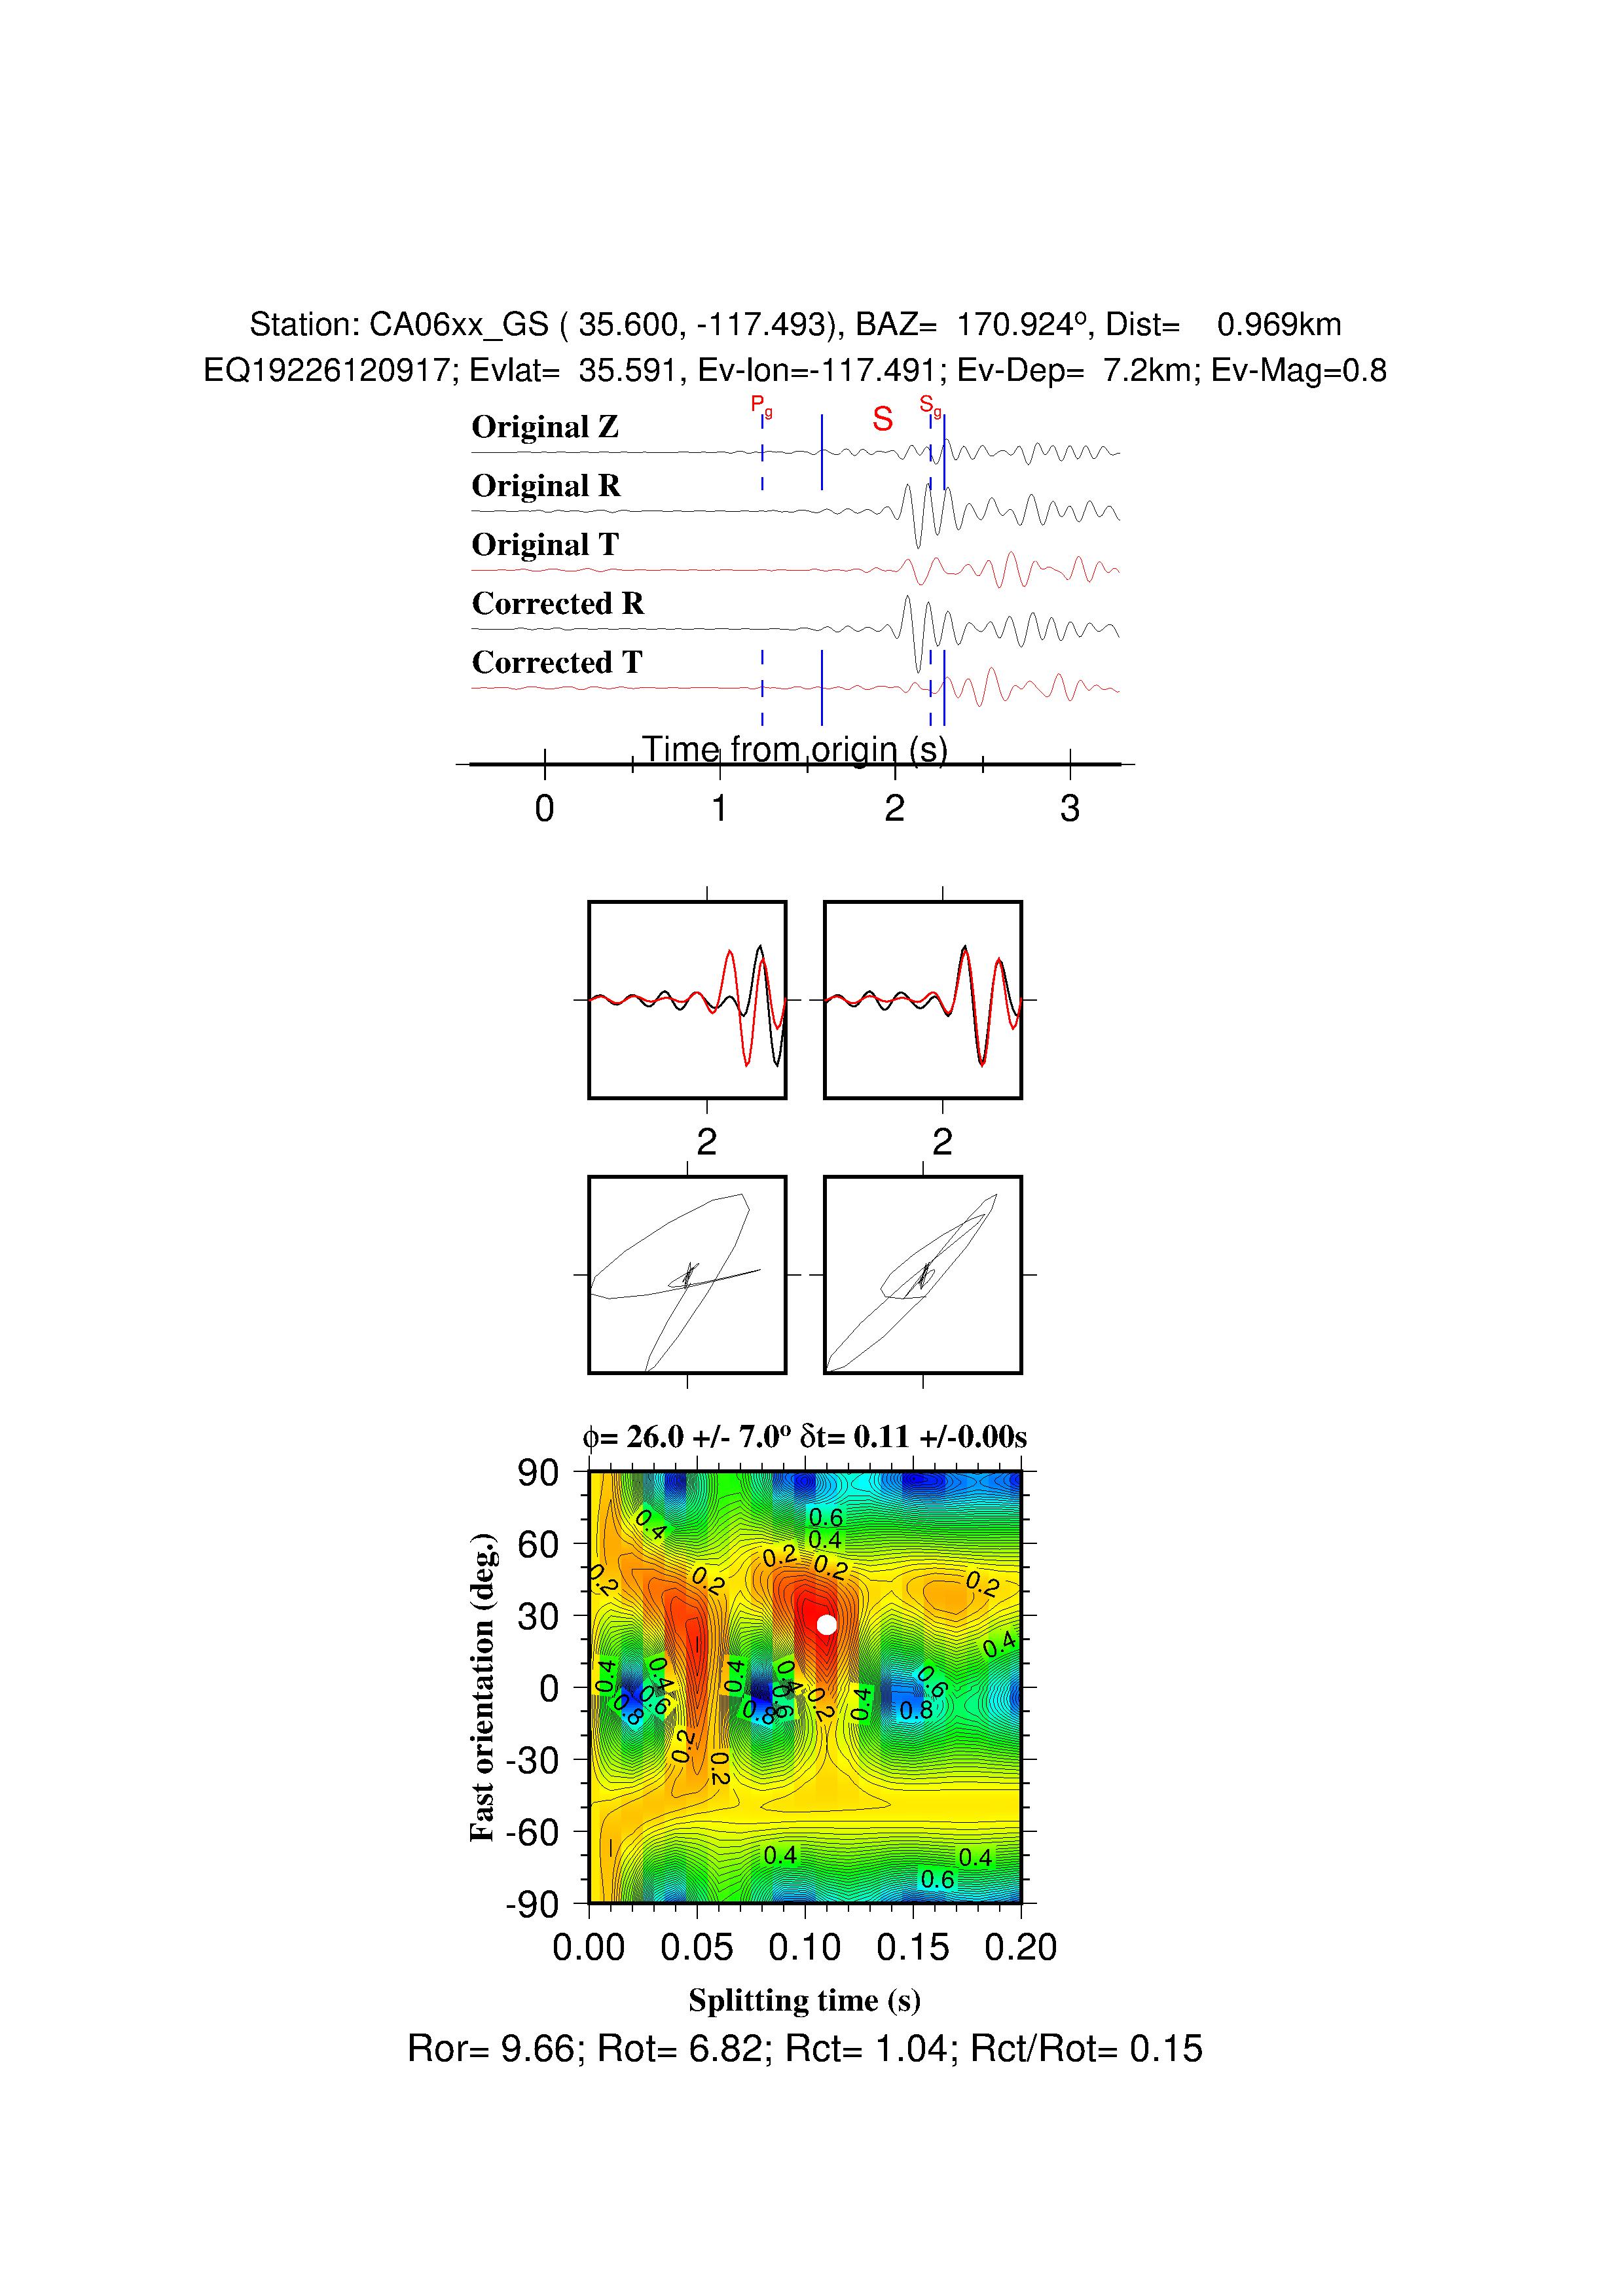 Station: CA06xx_GS ( 35.600, -117.493), BAZ= 170.924º, Dist= 0.969km
EQ19226120917; Evlat= 35.591, Ev-lon=-117.491; Ev-Dep= 7.2km; Ev-Mag=0.8
Pg S Sg
Original Z
Original R
Original T
Corrected R
Corrected T
Time from origin (s)
0 1 2 3
2 2
ϕ= 26.0 +/- 7.0º δt= 0.11 +/-0.00s
90
60
30
0
-30
-60
-90
Fast orientation (deg.)
0.4
0.6
0.4
0.2
0.2
0.2
0.2
0.2
0.4
0.4
0.4
0.4
0.4
0.6
0.6
0.8
0.8
0.6
0.8
0.2
0.4
0.2
0.2
0.4
0.4
0.6
0.00 0.05 0.10 0.15 0.20
Splitting time (s)
Ror= 9.66; Rot= 6.82; Rct= 1.04; Rct/Rot= 0.15